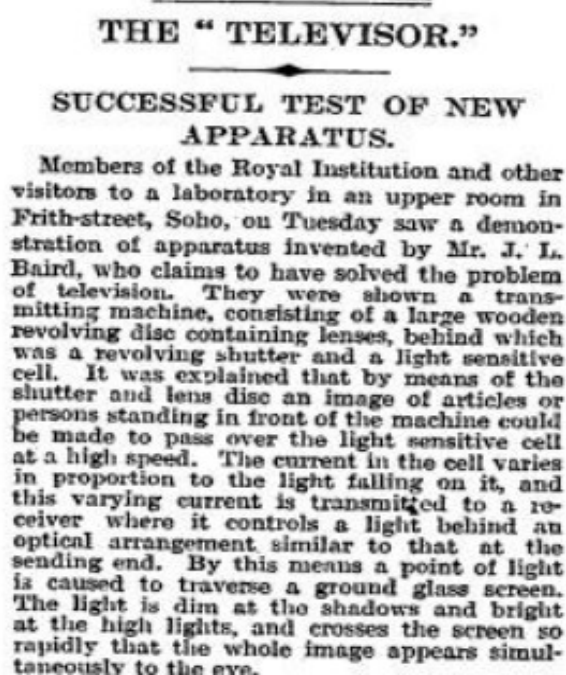 THE “ TELEVISOR.”
SUCCESSFUL TEST OF NEW
APPARATUS.
Members of the Royal Institution and other
visitors to a laboratory in an upper room in
Frith-street, Soho, on Tuesday saw a demon-
stration of apparatus invented by Mr. J. L.
Baird, who claims to have solved the problem
of television. They were shown a trans-
mitting machine, consisting of a large wooden
revolving disc containing lenses, behind which
was a revolving shutter and a light sensitive
cell. It was explained that by means of the
shutter and lens disc an image of articles or
persons standing in front of the machine could
be made to pass over the light sensitive cell
at a high speed. The current in the cell varies
in proportion to the light falling on it, and
this varying current is transmitted to a re-
ceiver where it controls a light behind an
optical arrangement similar to that at the
sending end. By this means a point of light
is caused to traverse a ground glass screen.
The light is dim at the shadows and bright
at the high lights, and crosses the screen so
rapidly that the whole image appears simul-
taneously to the eye.